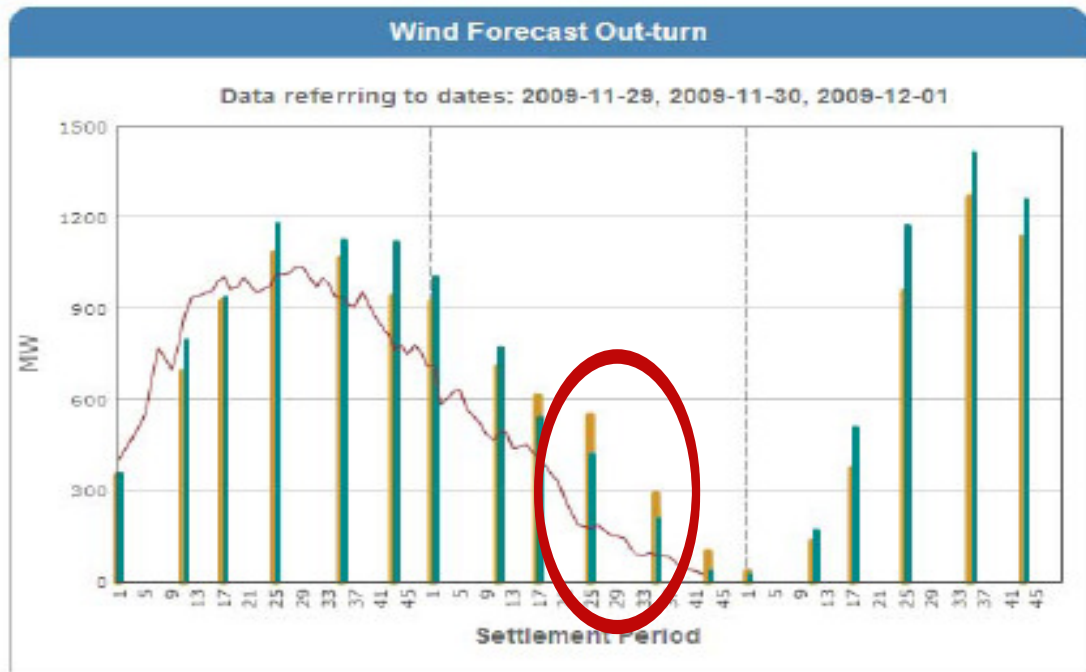 Wind Forecast Out-turn
Data referring to dates: 2009-11-29, 2009-11-30, 2009-12-01
1500
1200
900
600
300
0
MW
1 5 9 13 17 21 25 29 33 37 41 45 1 5 9 13 17 25 29 33 41 45 1 5 9 13 17 21 25 29 33 37 41 45
Settlement Period